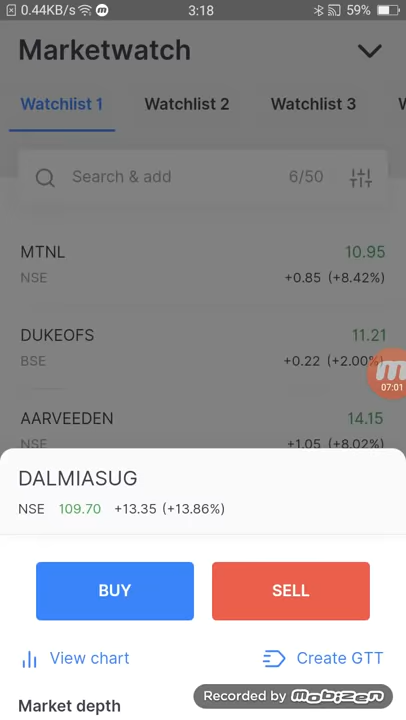 0.44KB/s 3:18 59%
Marketwatch
Watchlist 1 Watchlist 2 Watchlist 3 W
Search & add 6/50
MTNL 10.95
NSE +0.85 (+8.42%)
DUKEOFS 11.21
BSE +0.22 (+2.00%)
07:01
AARVEEDEN 14.15
NSE +1.05 (+8.02%)
DALMIASUG
NSE 109.70 +13.35 (+13.86%)
BUY SELL
View chart Create GTT
Market depth
Recorded by mobizen